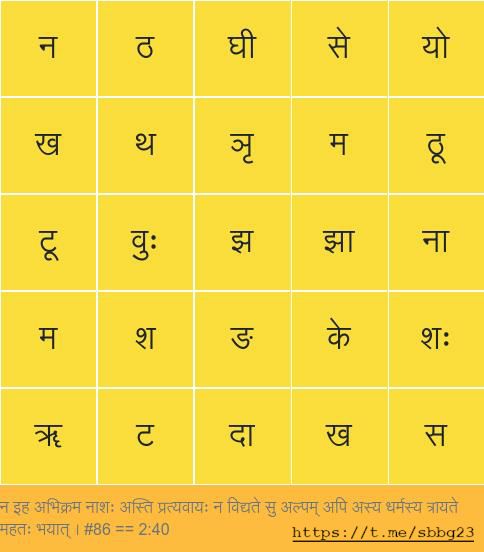 न ठ घी से यो
ख थ ञृ म ठू
टू वुः झ झा ना
म श ङ के शः
ॠ ट दा ख स
न इह अभिक्रम नाशः अस्ति प्रत्यवायः न विद्यते सु अल्पम् अपि अस्य धर्मस्य त्रायते
महतः भयात् । #86 == 2:40
https://t.me/sbbg23